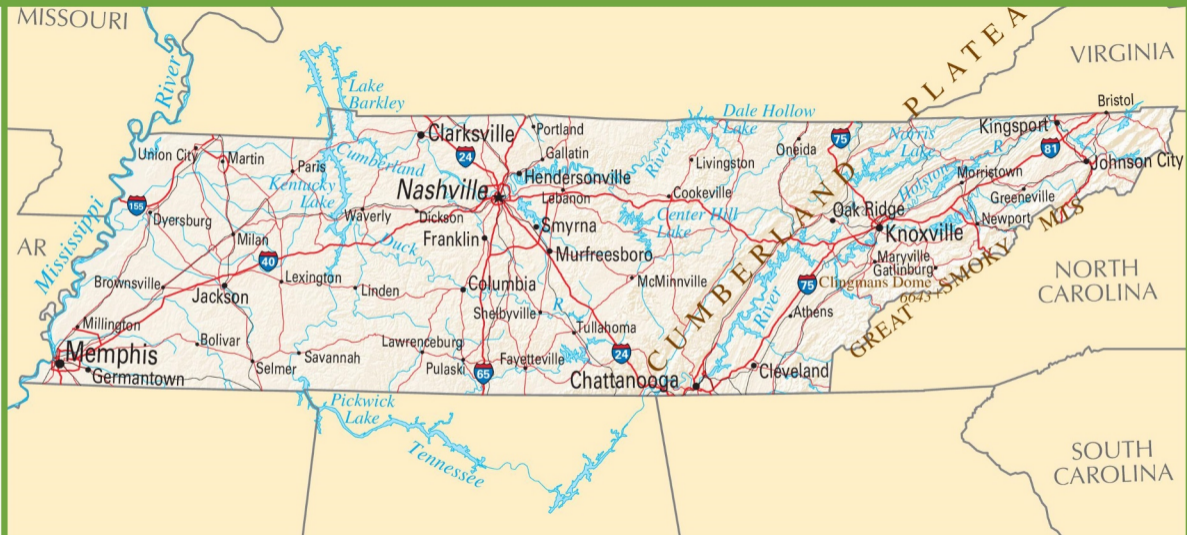 MISSOURI
River
Mississippi
AR
Lake
Barkley
Dale Hollow
Lake
PLATEA
VIRGINIA
Bristol
Kingsport
81
Johnson City
Clarksville
Portland
24
Gallatin
Hendersonville
Nashville
Lebanon
River
Livingston
Cookeville
Oneida
75
Norris
Lake
Holston
R.
Morristown
Greeneville
Newport
Union City
Martin
Paris
Cumberland
Kentucky
Lake
155
Dyersburg
Milan
Waverly
Dickson
Duck
Franklin
Smyrna
Murfreesboro
Center Hill
Lake
CUMBERLAND
Oak Ridge
Knoxville
Maryville
Gatlinburg
Clingmans Dome
6643
GREAT SMOKY MTS
NORTH
CAROLINA
40
Brownsville
Jackson
Lexington
Linden
Columbia
McMinnville
75
River
Athens
Millington
Memphis
Germantown
Bolivar
Selmer
Savannah
Shelbyville
R.
Tullahoma
Lawrenceburg
Pulaski
65
Fayetteville
24
Chattanooga
Cleveland
Pickwick
Lake
Tennessee
SOUTH
CAROLINA